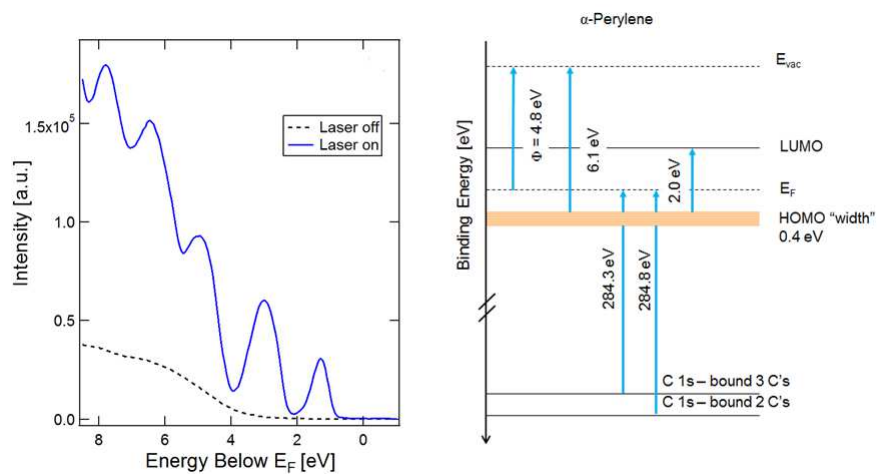 α-Perylene
Intensity [a.u.]
1.5x10⁵
1.0
0.5
0.0
8
6
4
2
0
Energy Below E_F [eV]
Laser off
Laser on
Binding Energy [eV]
E_vac
Φ = 4.8 eV
6.1 eV
LUMO
2.0 eV
E_F
HOMO “width”
0.4 eV
284.3 eV
284.8 eV
C 1s – bound 3 C's
C 1s – bound 2 C's